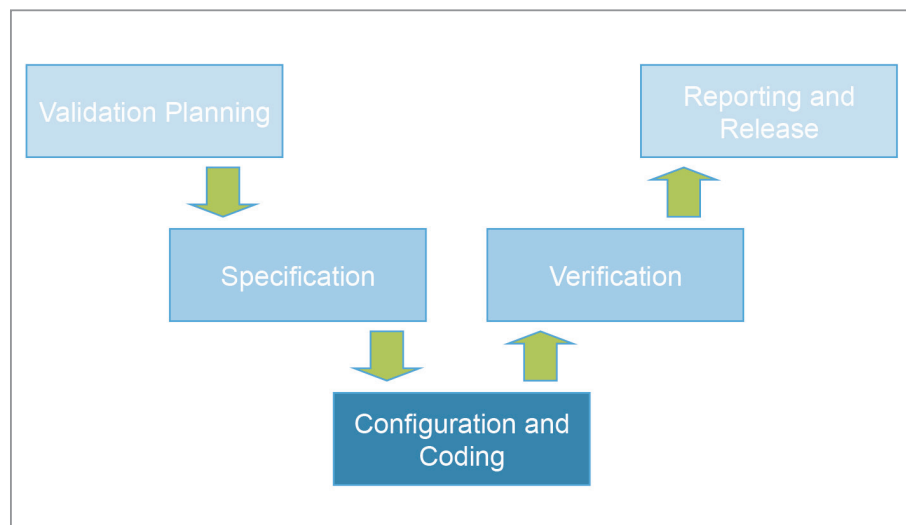 Validation Planning
Reporting and
Release
Specification
Verification
Configuration and
Coding